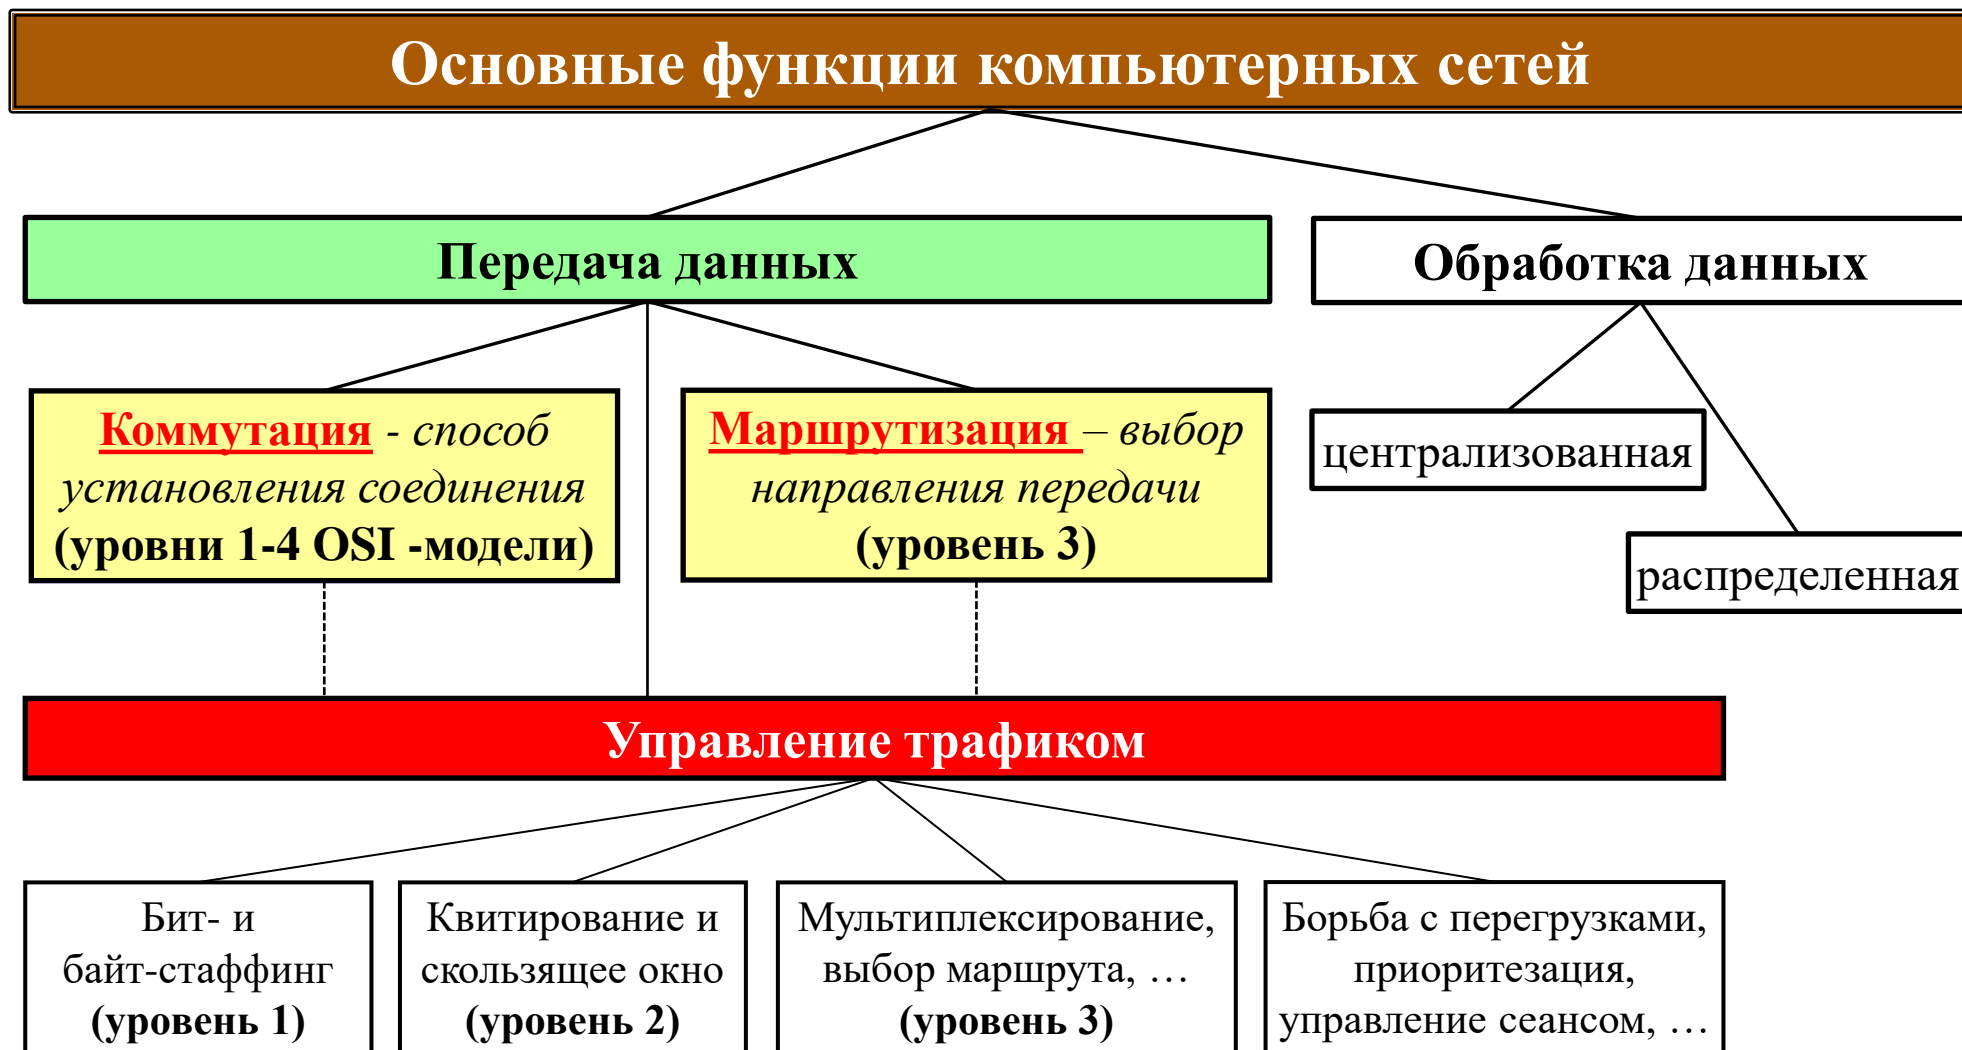 Основные функции компьютерных сетей
Передача данных
Обработка данных
Коммутация - способ
установления соединения
(уровни 1-4 OSI -модели)
Маршрутизация – выбор
направления передачи
(уровень 3)
централизованная
распределенная
Управление трафиком
Бит- и
байт-стаффинг
(уровень 1)
Квитирование и
скользящее окно
(уровень 2)
Мультиплексирование,
выбор маршрута, …
(уровень 3)
Борьба с перегрузками,
приоритезация,
управление сеансом, …